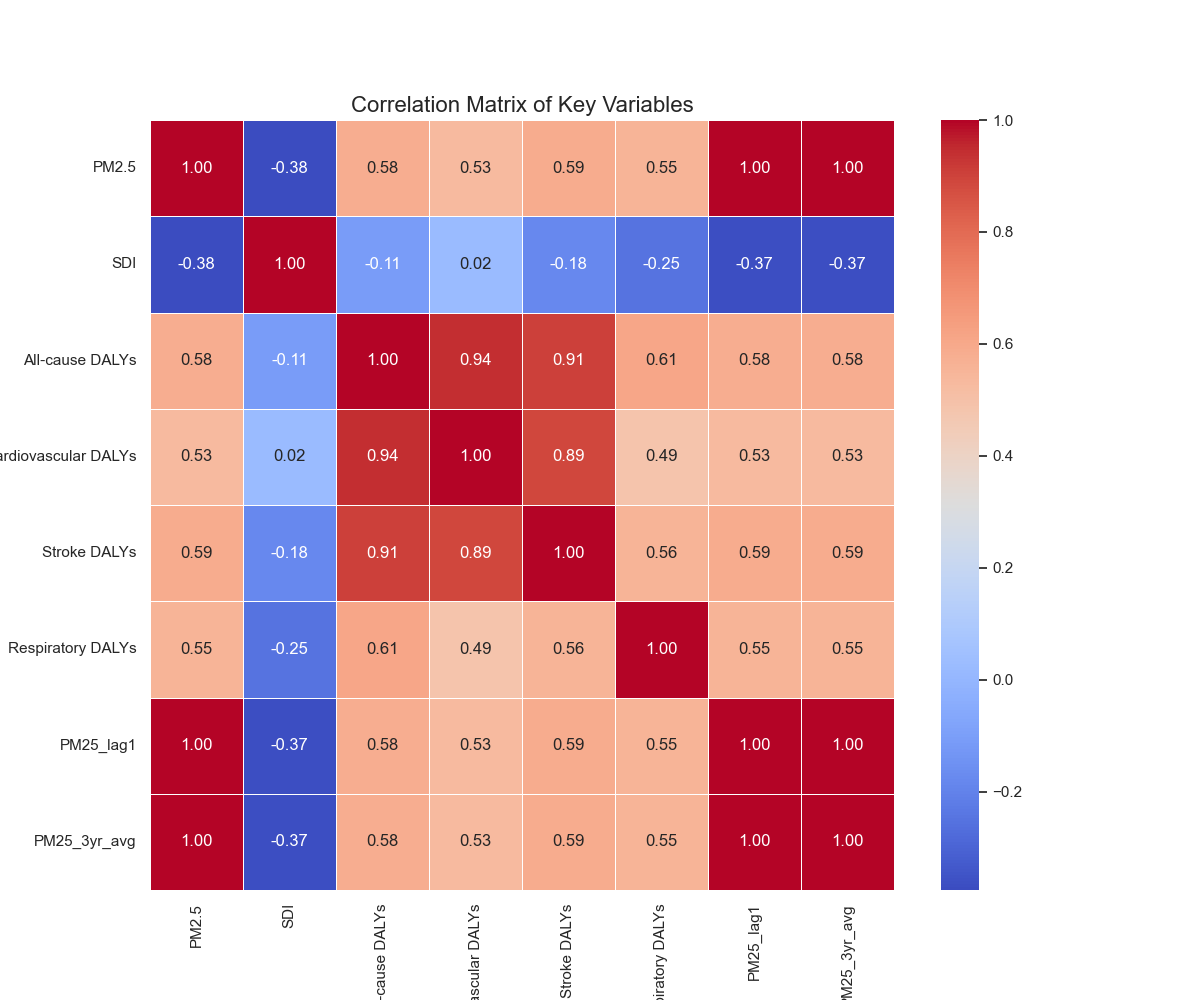 Correlation Matrix of Key Variables
PM2.5 1.00 -0.38 0.58 0.53 0.59 0.55 1.00 1.00
SDI -0.38 1.00 -0.11 0.02 -0.18 -0.25 -0.37 -0.37
All-cause DALYs 0.58 -0.11 1.00 0.94 0.91 0.61 0.58 0.58
ardiovascular DALYs 0.53 0.02 0.94 1.00 0.89 0.49 0.53 0.53
Stroke DALYs 0.59 -0.18 0.91 0.89 1.00 0.56 0.59 0.59
Respiratory DALYs 0.55 -0.25 0.61 0.49 0.56 1.00 0.55 0.55
PM25_lag1 1.00 -0.37 0.58 0.53 0.59 0.55 1.00 1.00
PM25_3yr_avg 1.00 -0.37 0.58 0.53 0.59 0.55 1.00 1.00
PM2.5
SDI
-cause DALYs
ascular DALYs
Stroke DALYs
piratory DALYs
PM25_lag1
PM25_3yr_avg
1.0
0.8
0.6
0.4
0.2
0.0
−0.2